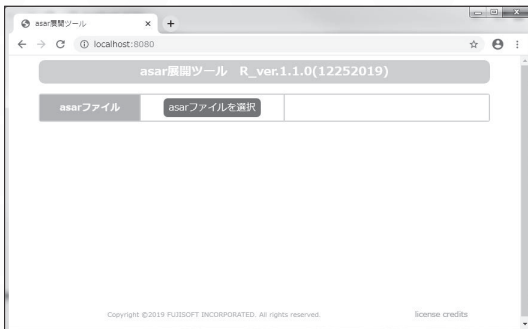 asar展開ツール
localhost:8080
asar展開ツール R_ver.1.1.0(12252019)
asarファイル asarファイルを選択
Copyright ©2019 FUJISOFT INCORPORATED. All rights reserved. license credits